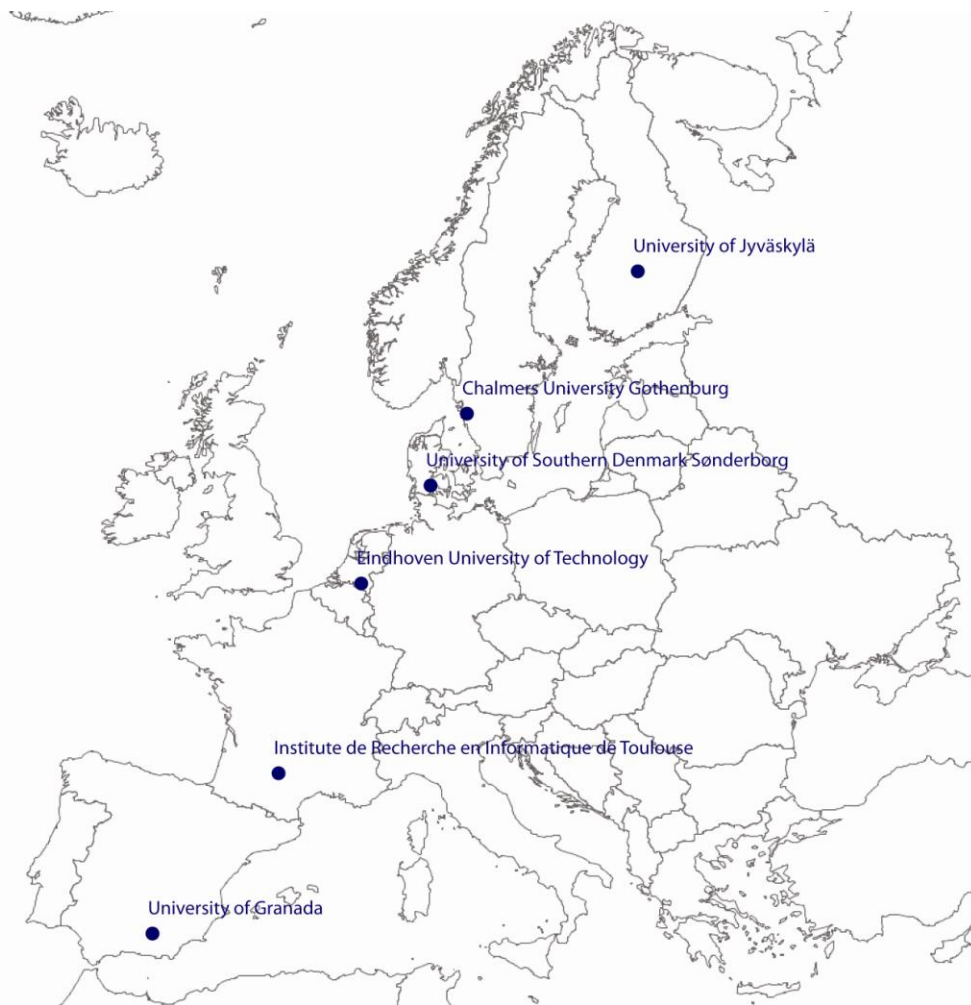 University of Jyväskylä
Chalmers University Gothenburg
University of Southern Denmark Sønderborg
Eindhoven University of Technology
Institute de Recherche en Informatique de Toulouse
University of Granada